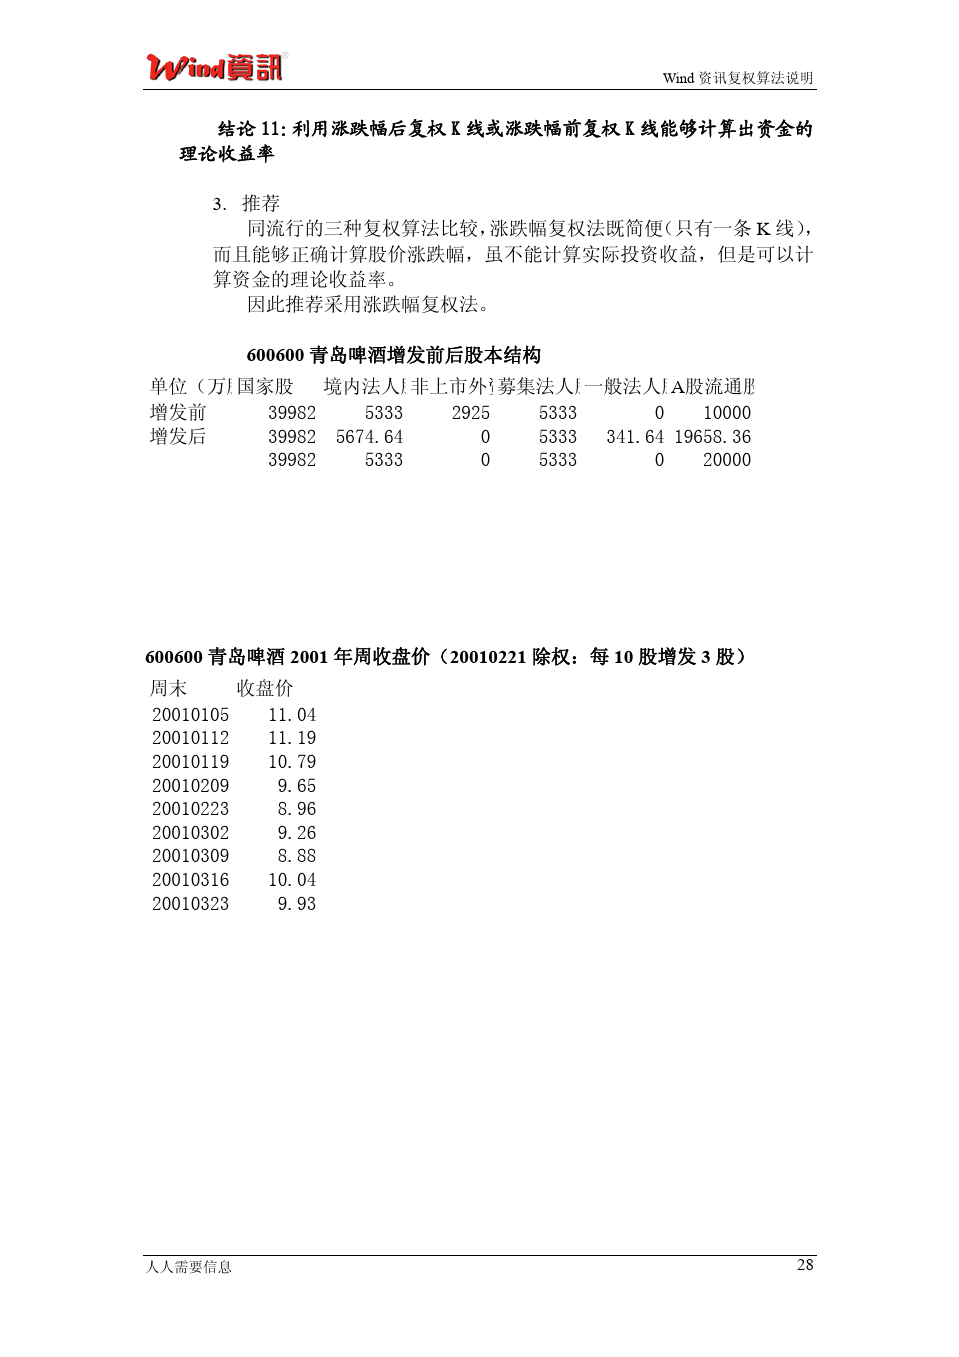 Wind資訊
Wind 资讯复权算法说明
结论 11：利用涨跌幅后复权 K 线或涨跌幅前复权 K 线能够计算出资金的
理论收益率
3. 推荐
同流行的三种复权算法比较，涨跌幅复权法既简便（只有一条 K 线），
而且能够正确计算股价涨跌幅，虽不能计算实际投资收益，但是可以计
算资金的理论收益率。
因此推荐采用涨跌幅复权法。
600600 青岛啤酒增发前后股本结构
单位（万 国家股 境内法人 非上市外 募集法人 一般法人 A股流通
增发前 39982 5333 2925 5333 0 10000
增发后 39982 5674.64 0 5333 341.64 19658.36
39982 5333 0 5333 0 20000
600600 青岛啤酒 2001 年周收盘价（20010221 除权：每 10 股增发 3 股）
周末 收盘价
20010105 11.04
20010112 11.19
20010119 10.79
20010209 9.65
20010223 8.96
20010302 9.26
20010309 8.88
20010316 10.04
20010323 9.93
人人需要信息 28